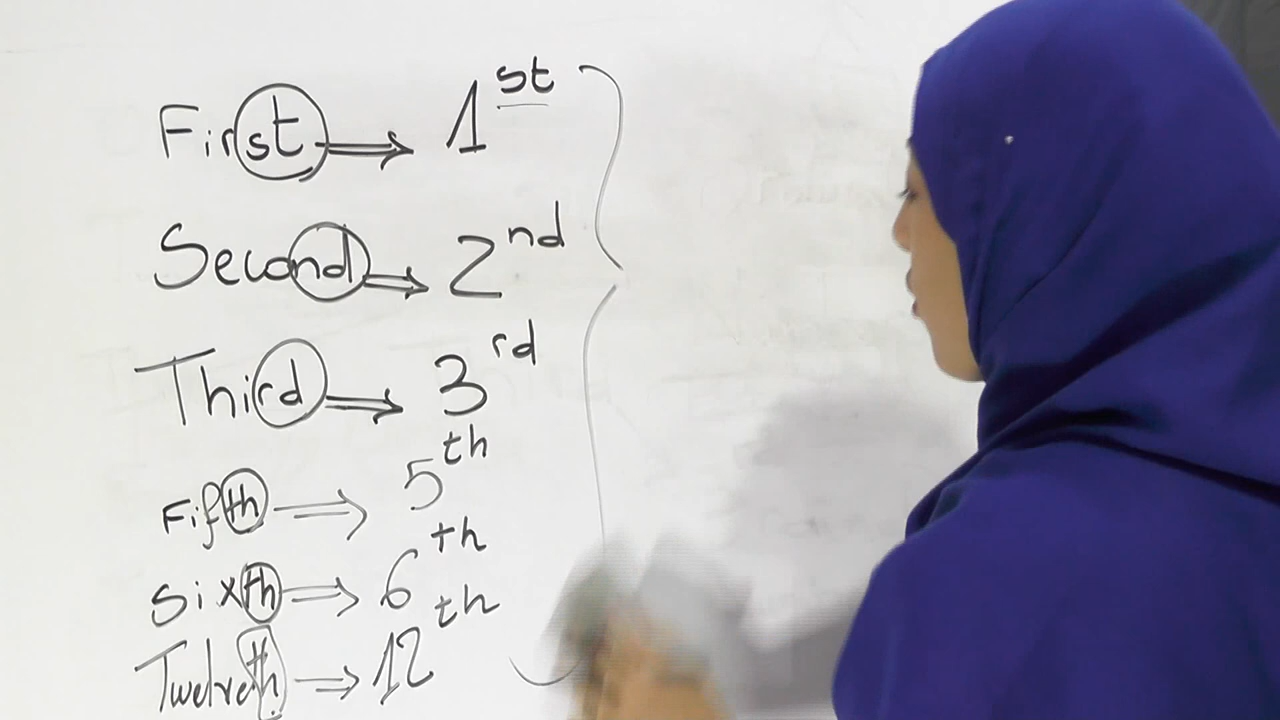 First ⇒ 1st
Second ⇒ 2nd
Third ⇒ 3rd
Fifth ⇒ 5th
Sixth ⇒ 6th
Twelveth ⇒ 12th